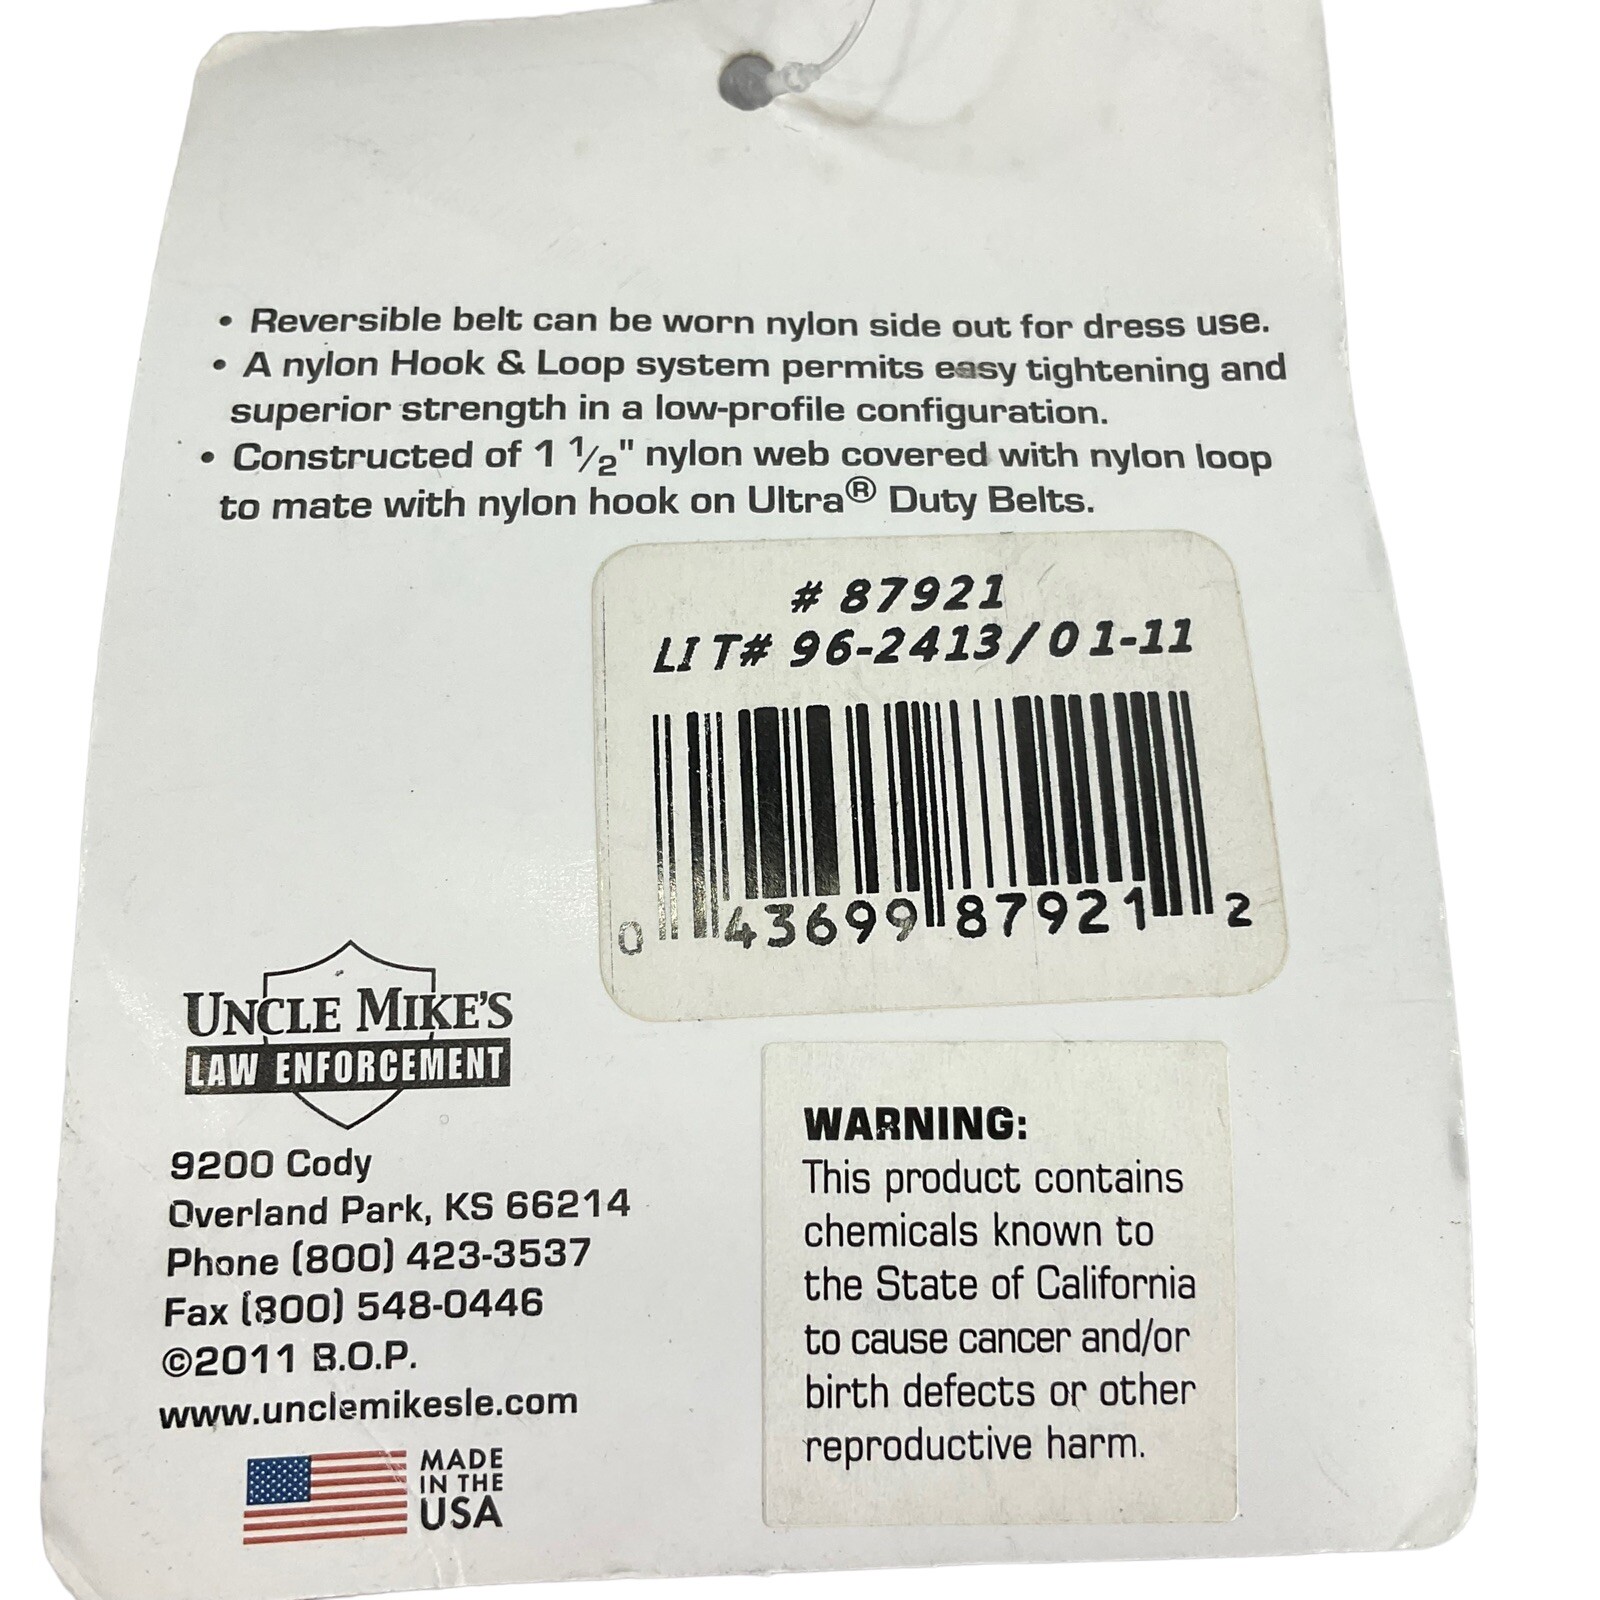 • Reversible belt can be worn nylon side out for dress use.
• A nylon Hook & Loop system permits easy tightening and
superior strength in a low-profile configuration.
• Constructed of 1 1/2" nylon web covered with nylon loop
to mate with nylon hook on Ultra® Duty Belts.
# 87921
LIT# 96-2413/01-11
0 43699 87921 2
UNCLE MIKE'S
LAW ENFORCEMENT
9200 Cody
Overland Park, KS 66214
Phone (800) 423-3537
Fax (800) 548-0446
©2011 B.O.P.
www.unclemikesle.com
MADE
IN THE
USA
WARNING:
This product contains
chemicals known to
the State of California
to cause cancer and/or
birth defects or other
reproductive harm.